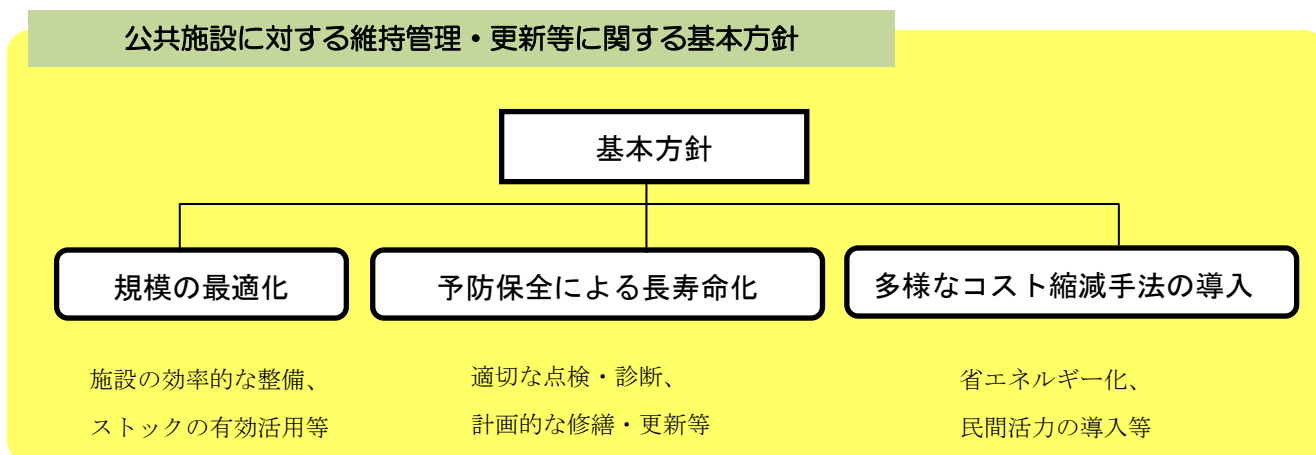 公共施設に対する維持管理・更新等に関する基本方針
基本方針
規模の最適化
予防保全による長寿命化
多様なコスト縮減手法の導入
施設の効率的な整備、
ストックの有効活用等
適切な点検・診断、
計画的な修繕・更新等
省エネルギー化、
民間活力の導入等